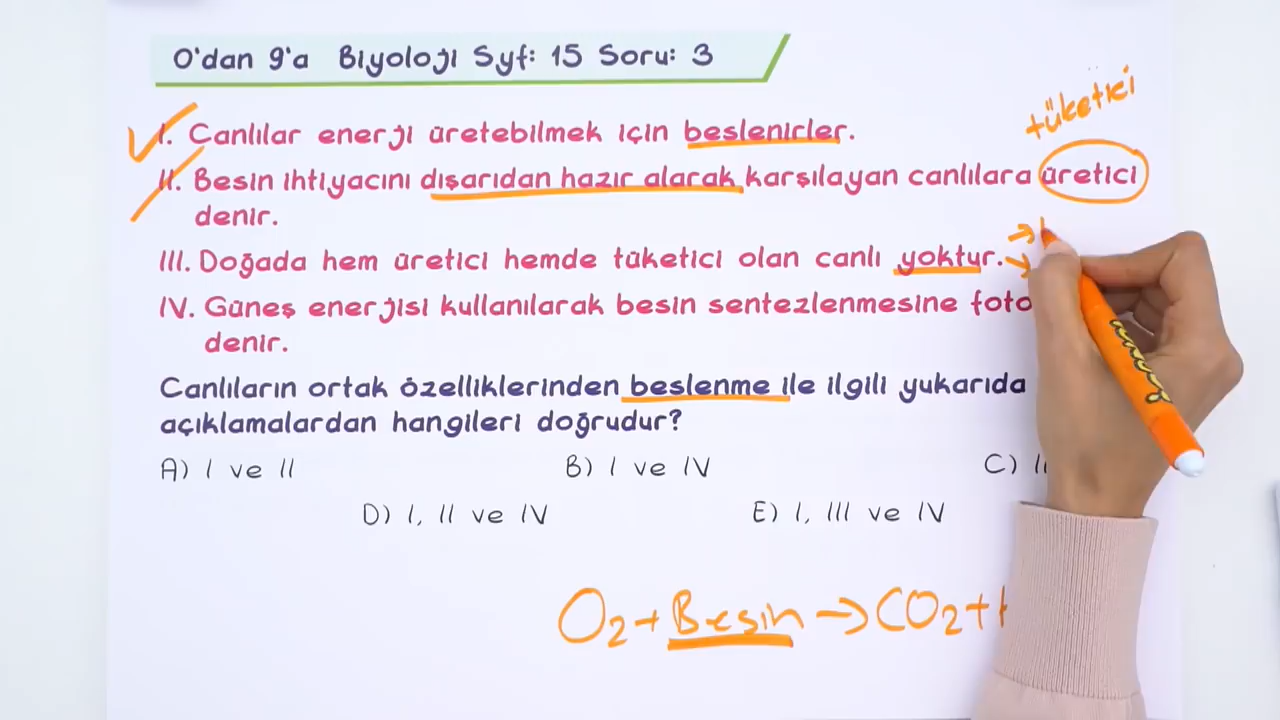 0'dan 9'a Biyoloji Syf: 15 Soru: 3
tüketici
I. Canlılar enerji üretebilmek için beslenirler.
II. Besin ihtiyacını dışarıdan hazır alarak karşılayan canlılara üretici
denir.
III. Doğada hem üretici hemde tüketici olan canlı yoktur.
IV. Güneş enerjisi kullanılarak besin sentezlenmesine foto
denir.
Canlıların ortak özelliklerinden beslenme ile ilgili yukarıda
açıklamalardan hangileri doğrudur?
A) I ve II
B) I ve IV
C)
D) I, II ve IV
E) I, III ve IV
O2+Besin→CO2+